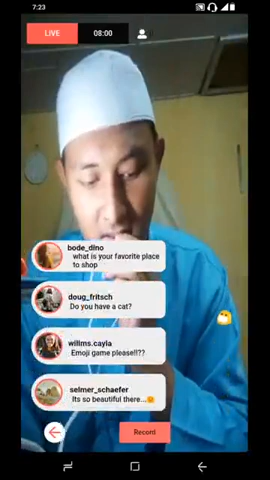 7:23
LIVE 08:00
bode_dino
what is your favorite place
to shop
doug_fritsch
Do you have a cat?
willms.cayla
Emoji game please!!??
selmer_schaefer
Its so beautiful there...😊
Record